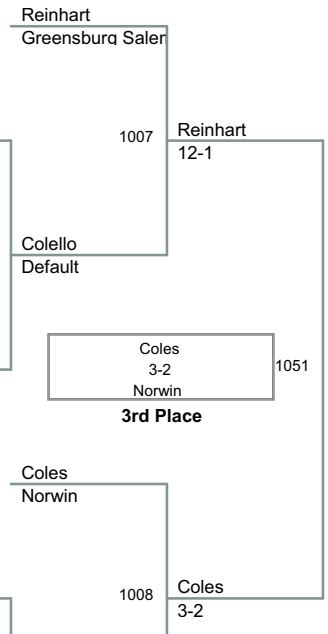 Reinhart
Greensburg Salem
1007
Reinhart
12-1
Colello
Default
Coles
3-2
Norwin
1051
3rd Place
Coles
Norwin
1008
Coles
3-2